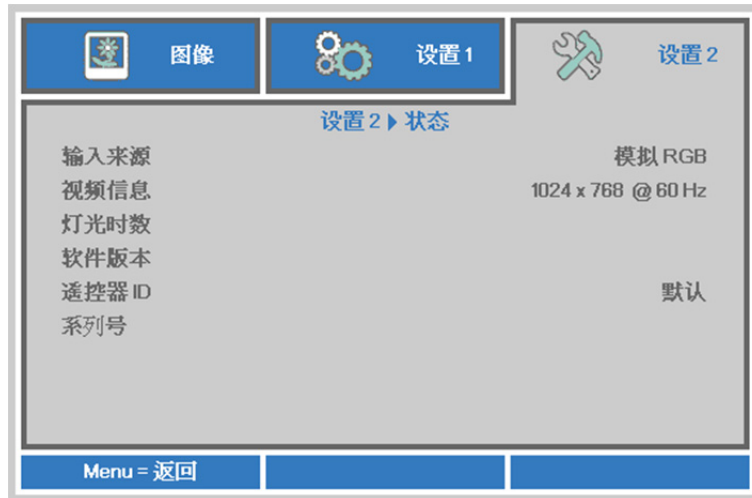 图像
设置 1
设置 2
设置 2 ▶ 状态
输入来源 模拟 RGB
视频信息 1024 x 768 @ 60 Hz
灯光时数
软件版本
遥控器 ID 默认
系列号
Menu = 返回